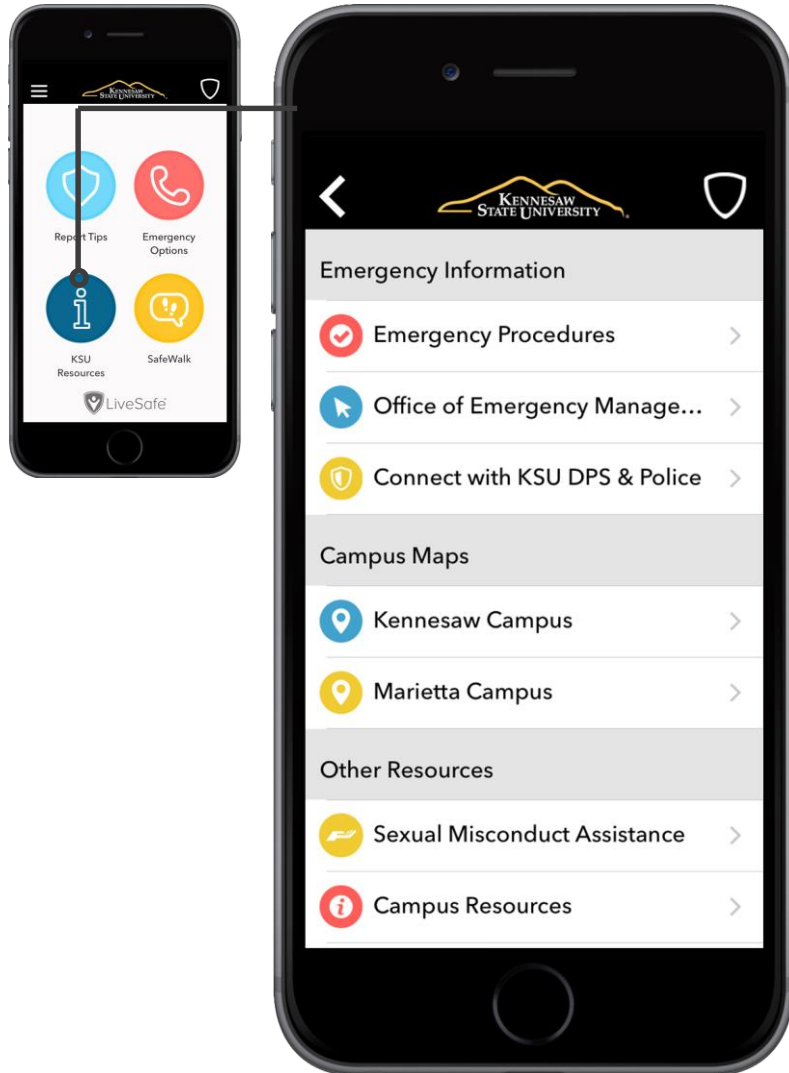 KENNESAW
STATE UNIVERSITY
Report Tips
Emergency
Options
KSU
Resources
SafeWalk
LiveSafe
KENNESAW
STATE UNIVERSITY
Emergency Information
Emergency Procedures
Office of Emergency Manage...
Connect with KSU DPS & Police
Campus Maps
Kennesaw Campus
Marietta Campus
Other Resources
Sexual Misconduct Assistance
Campus Resources